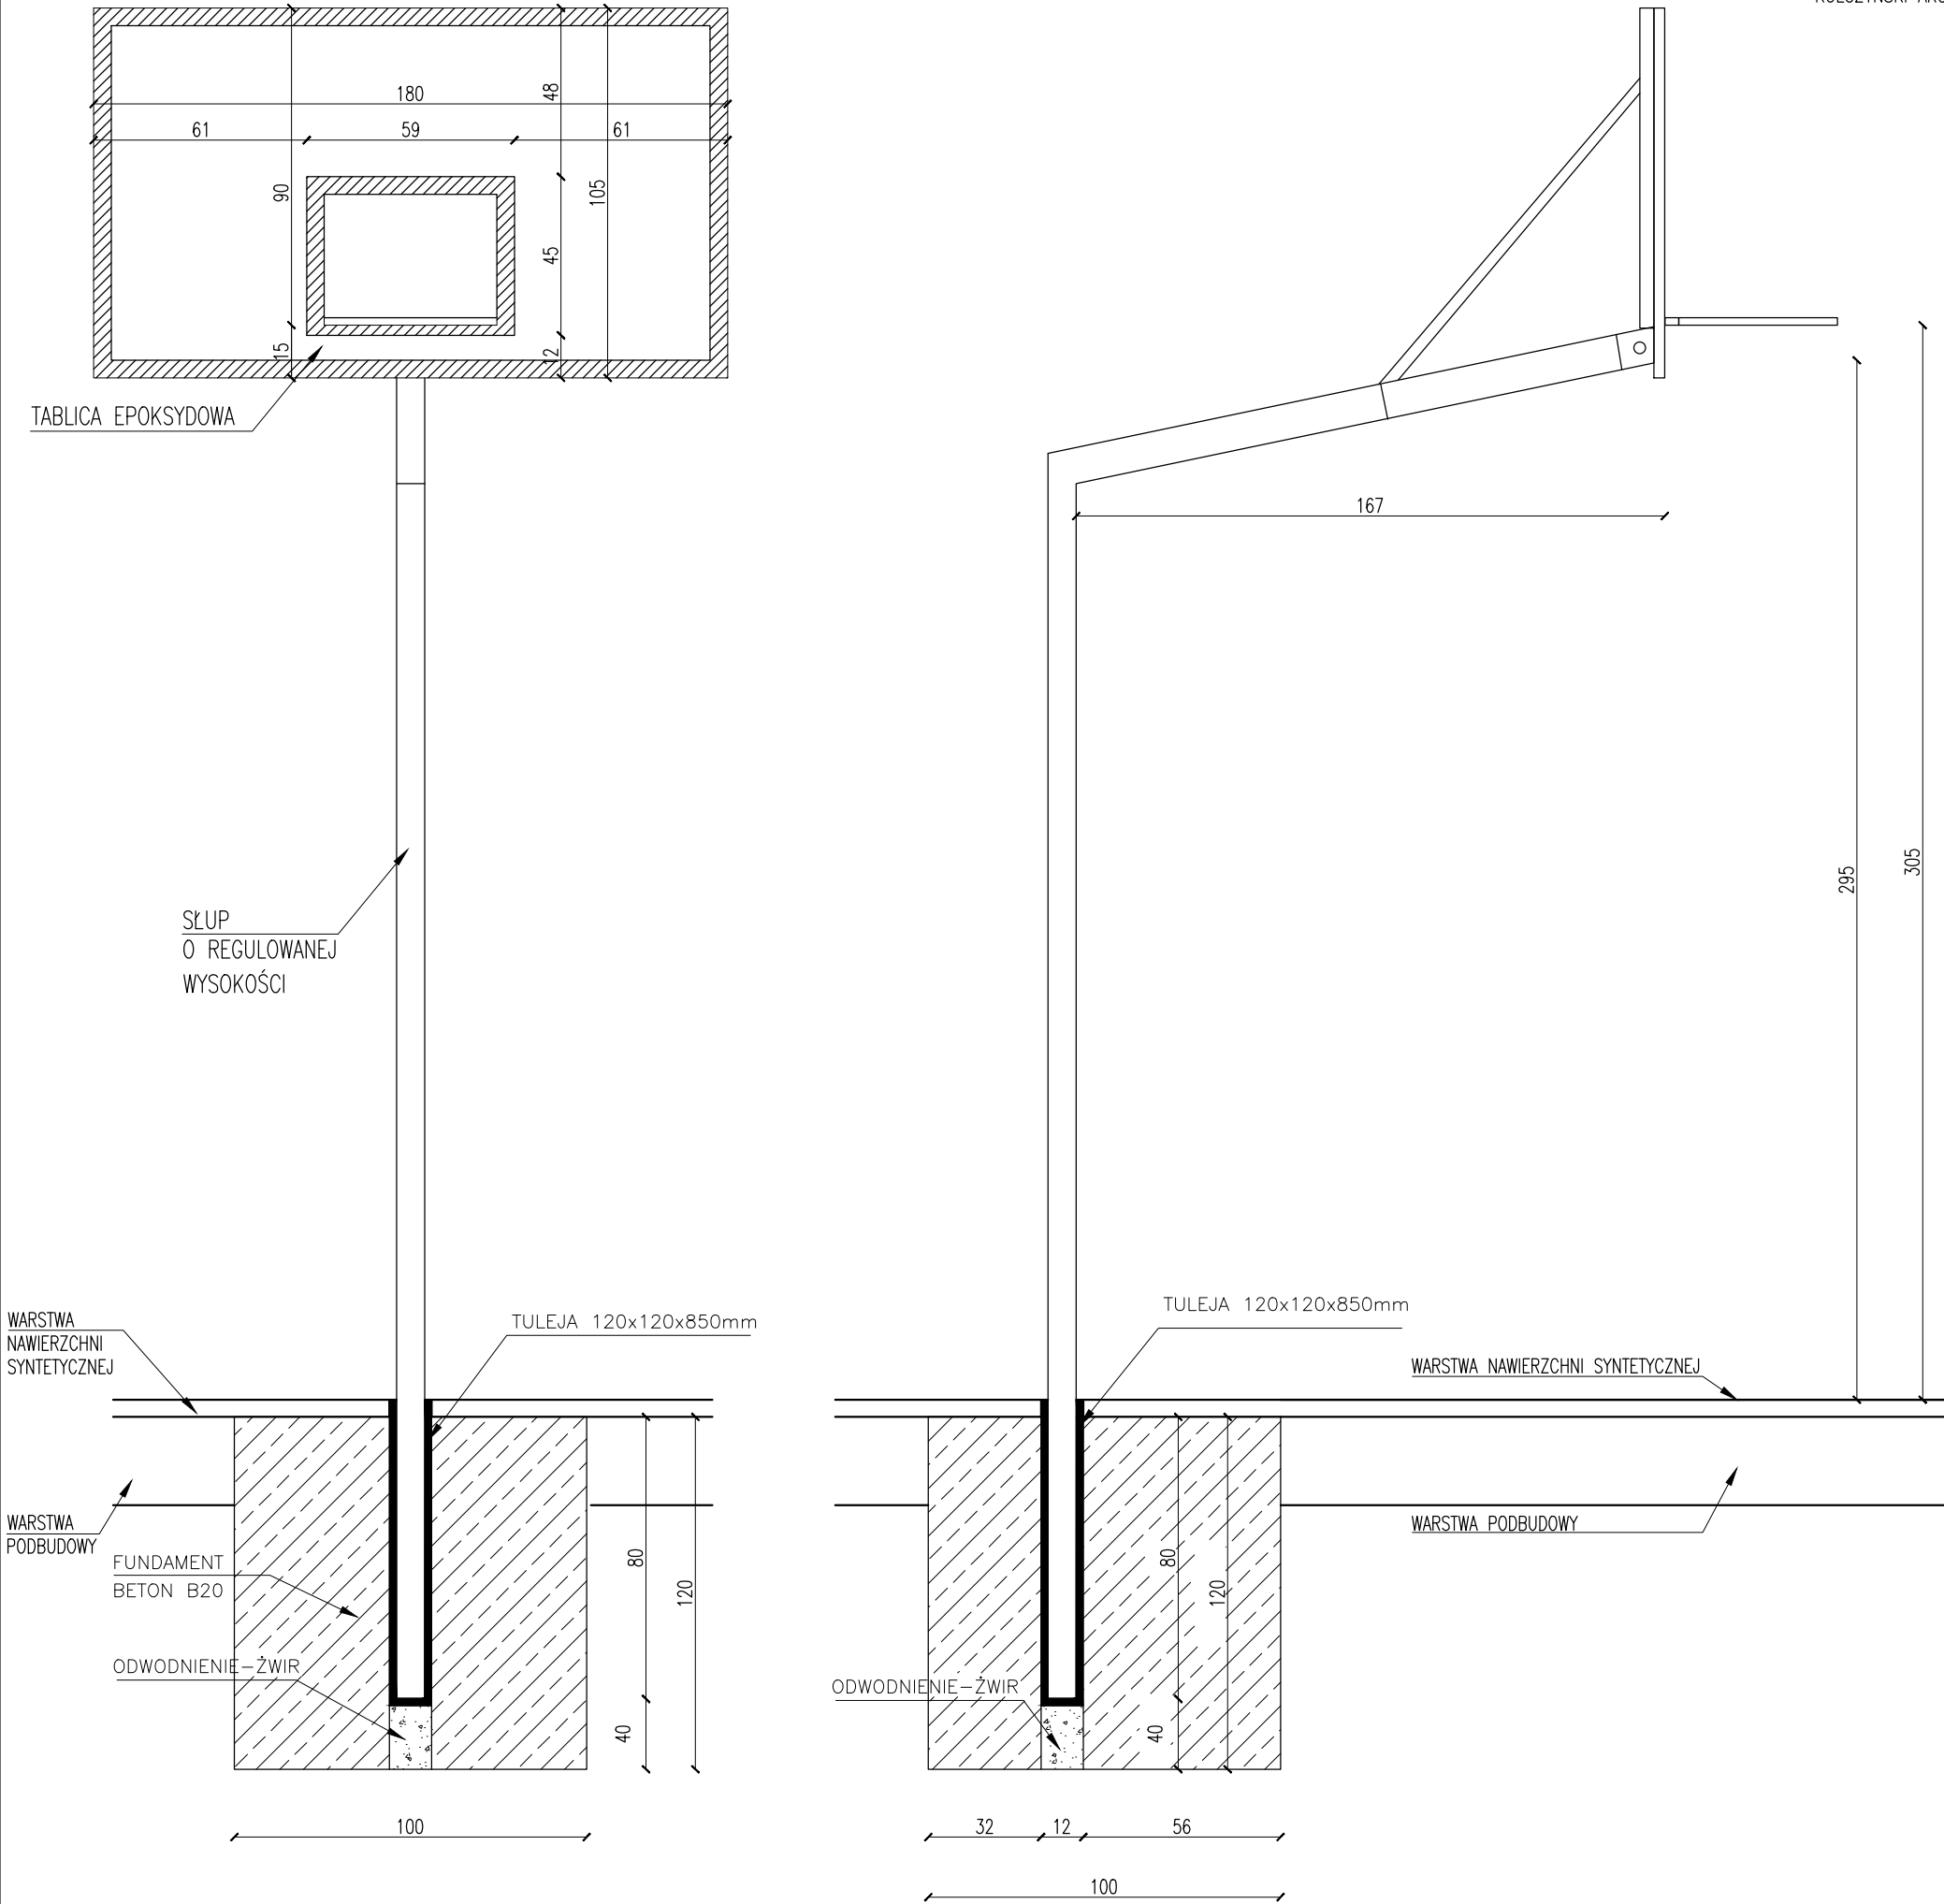 180
48
61
59
61
90
105
45
15
12
TABLICA EPOKSYDOWA
167
295
305
SŁUP
O REGULOWANEJ
WYSOKOŚCI
WARSTWA
NAWIERZCHNI
SYNTETYCZNEJ
TULEJA 120x120x850mm
TULEJA 120x120x850mm
WARSTWA NAWIERZCHNI SYNTETYCZNEJ
WARSTWA
PODBUDOWY
WARSTWA PODBUDOWY
FUNDAMENT
BETON B20
80
120
80
120
ODWODNIENIE-ŻWIR
ODWODNIENIE-ŻWIR
40
40
100
32
12
56
100